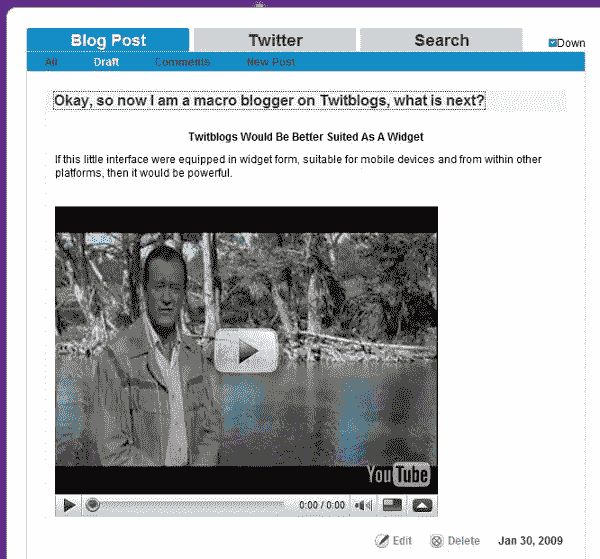 Blog Post Twitter Search Down
All Draft Comments New Post
Okay, so now I am a macro blogger on Twitblogs, what is next?
Twitblogs Would Be Better Suited As A Widget
If this little interface were equipped in widget form, suitable for mobile devices and from within other
platforms, then it would be powerful.
YouTube
0:00 / 0:00
Edit Delete Jan 30, 2009